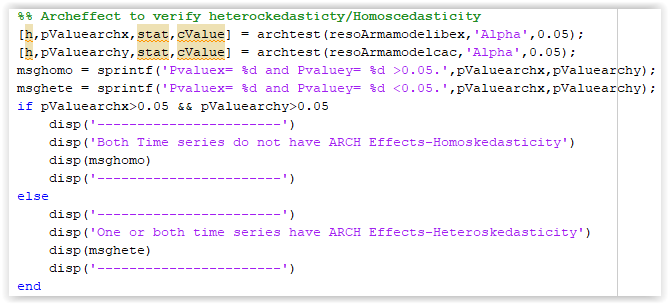 %% Archeffect to verify heterockedasticty/Homoscedasticity
[h,pValuearchx,stat,cValue] = archtest(resoArmamodelibex,'Alpha',0.05);
[h,pValuearchy,stat,cValue] = archtest(resoArmamodelcac,'Alpha',0.05);
msghomo = sprintf('Pvaluex= %d and Pvaluey= %d >0.05.',pValuearchx,pValuearchy);
msghete = sprintf('Pvaluex= %d and Pvaluey= %d <0.05.',pValuearchx,pValuearchy);
if pValuearchx>0.05 && pValuearchy>0.05
    disp('-----------------------')
    disp('Both Time series do not have ARCH Effects-Homoskedasticity')
    disp(msghomo)
    disp('-----------------------')
else
    disp('-----------------------')
    disp('One or both time series have ARCH Effects-Heteroskedasticity')
    disp(msghete)
    disp('-----------------------')
end